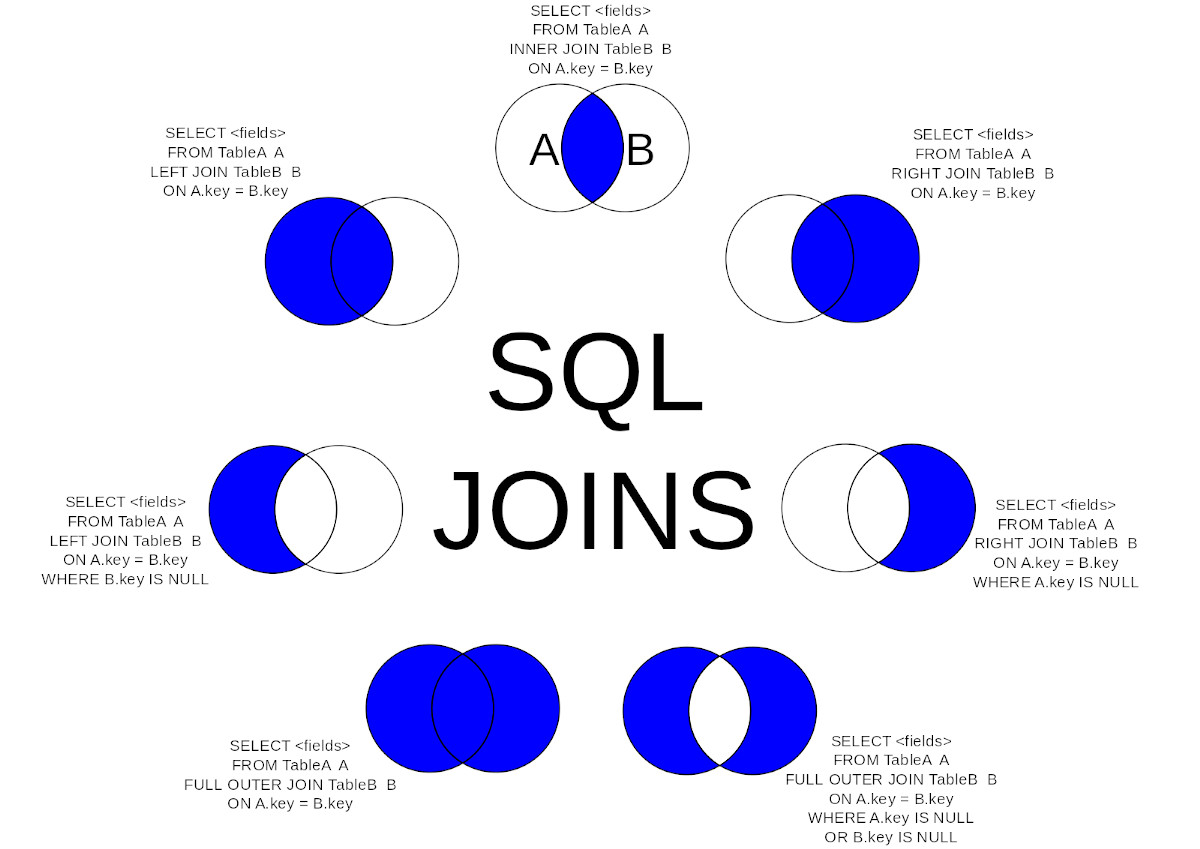 SELECT <fields>
FROM TableA A
INNER JOIN TableB B
ON A.key = B.key
A B
SELECT <fields>
FROM TableA A
LEFT JOIN TableB B
ON A.key = B.key
SELECT <fields>
FROM TableA A
RIGHT JOIN TableB B
ON A.key = B.key
SQL
JOINS
SELECT <fields>
FROM TableA A
LEFT JOIN TableB B
ON A.key = B.key
WHERE B.key IS NULL
SELECT <fields>
FROM TableA A
RIGHT JOIN TableB B
ON A.key = B.key
WHERE A.key IS NULL
SELECT <fields>
FROM TableA A
FULL OUTER JOIN TableB B
ON A.key = B.key
SELECT <fields>
FROM TableA A
FULL OUTER JOIN TableB B
ON A.key = B.key
WHERE A.key IS NULL
OR B.key IS NULL